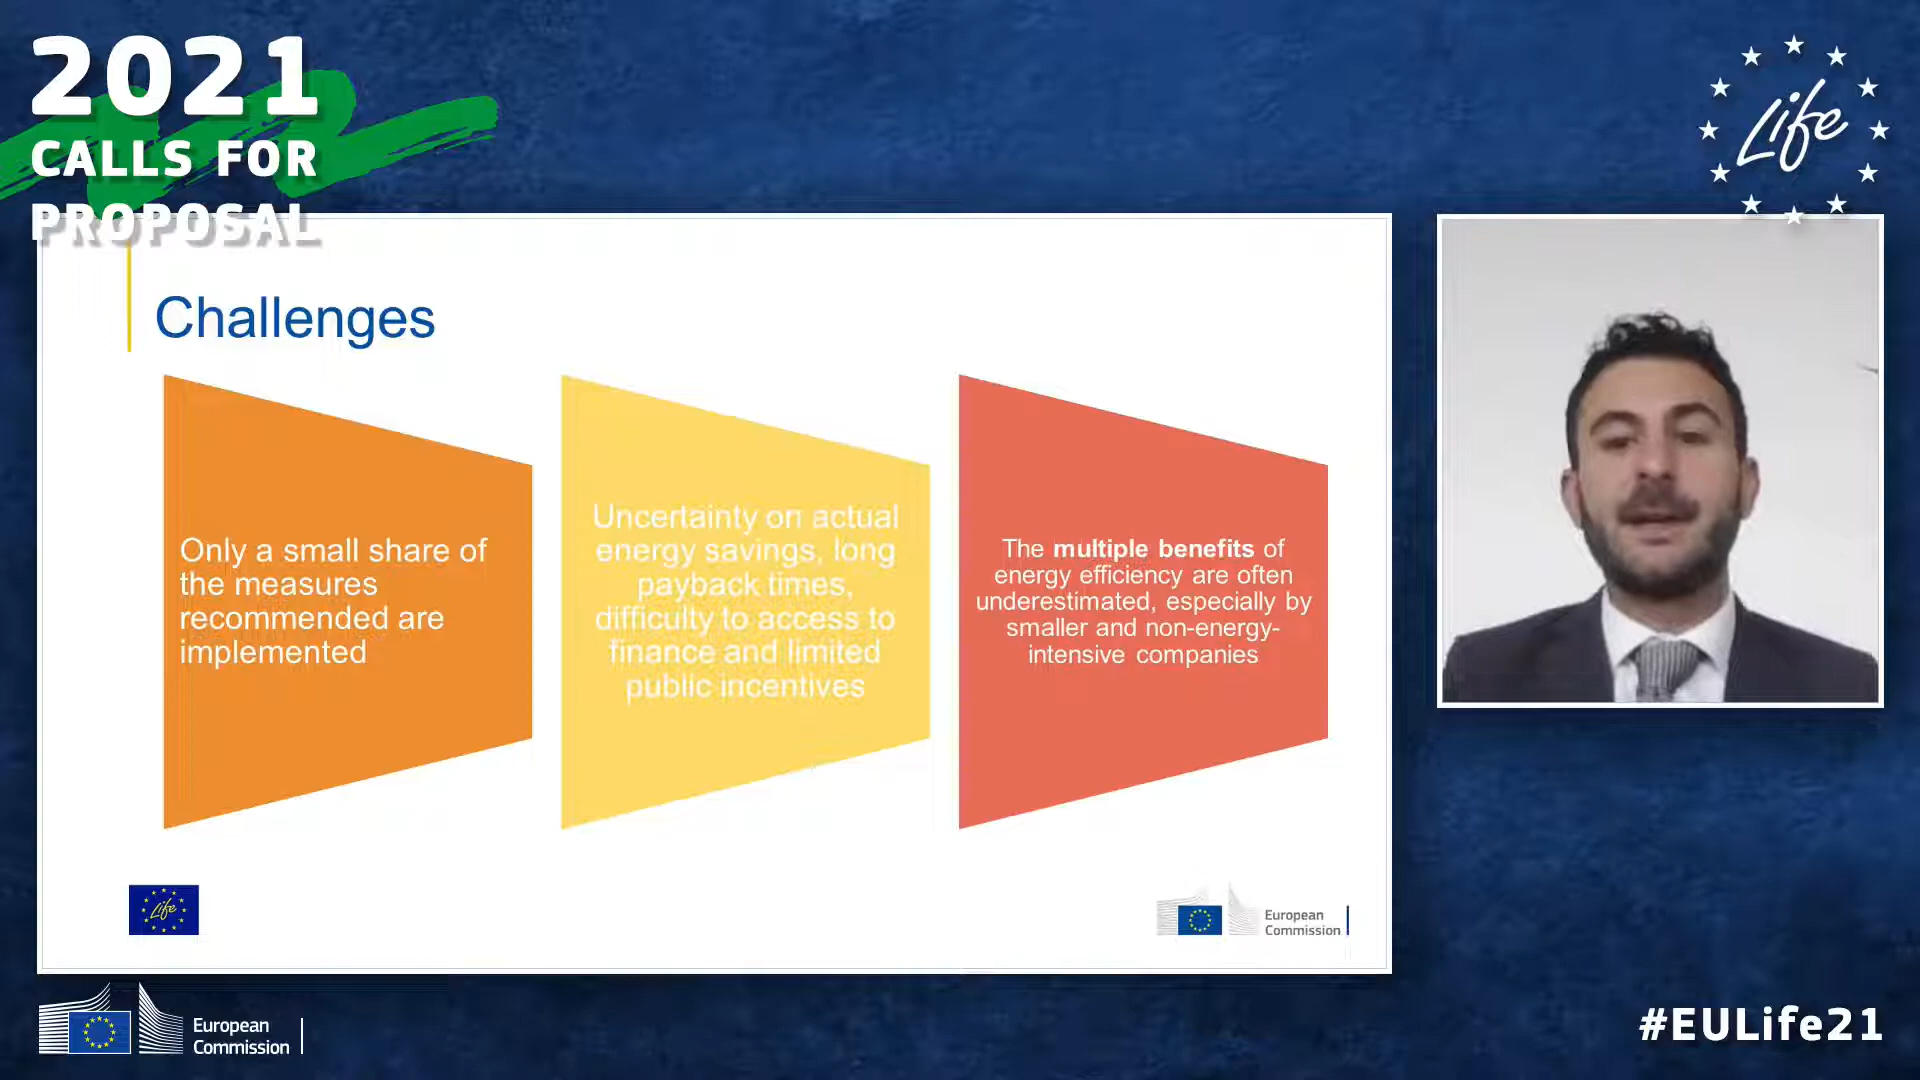 2021
CALLS FOR
PROPOSAL
Life
Challenges
Only a small share of
the measures
recommended are
implemented
Uncertainty on actual
energy savings, long
payback times,
difficulty to access to
finance and limited
public incentives
The multiple benefits of
energy efficiency are often
underestimated, especially by
smaller and non-energy-
intensive companies
Life
European
Commission
European
Commission
#EULife21